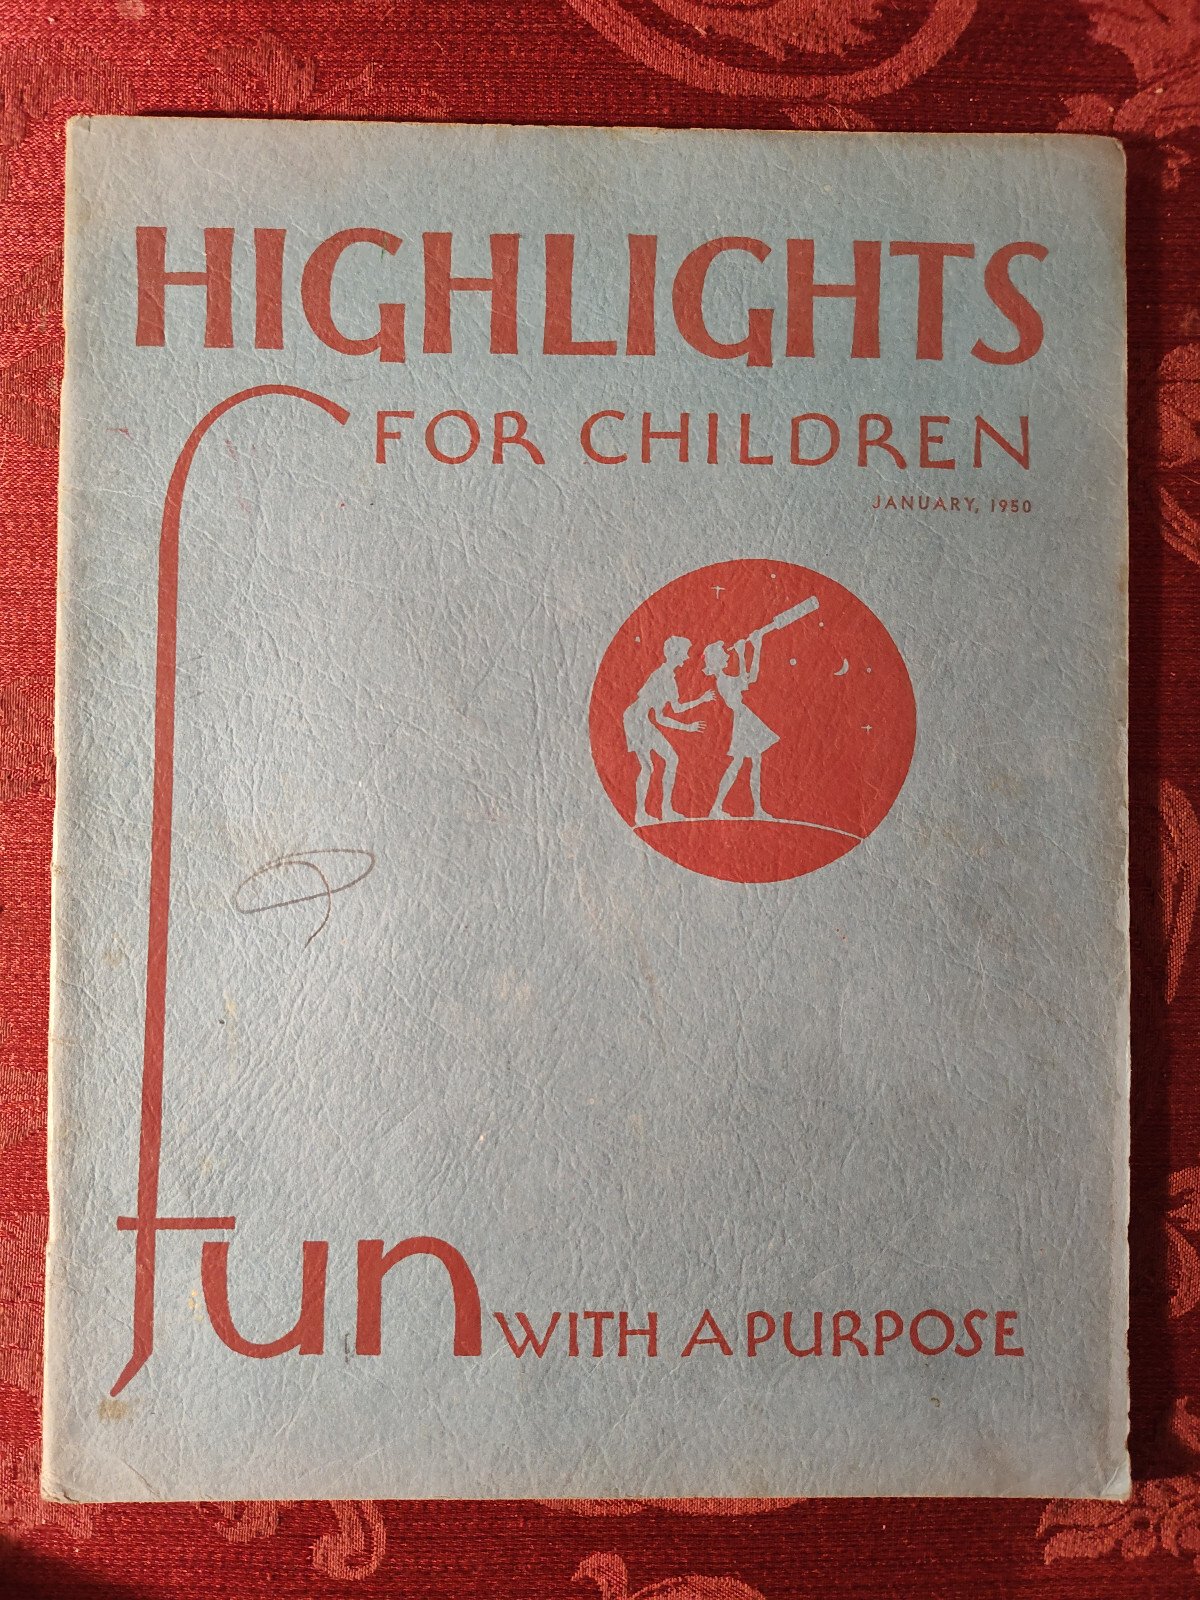 HIGHLIGHTS
FOR CHILDREN
JANUARY, 1950
fun WITH A PURPOSE